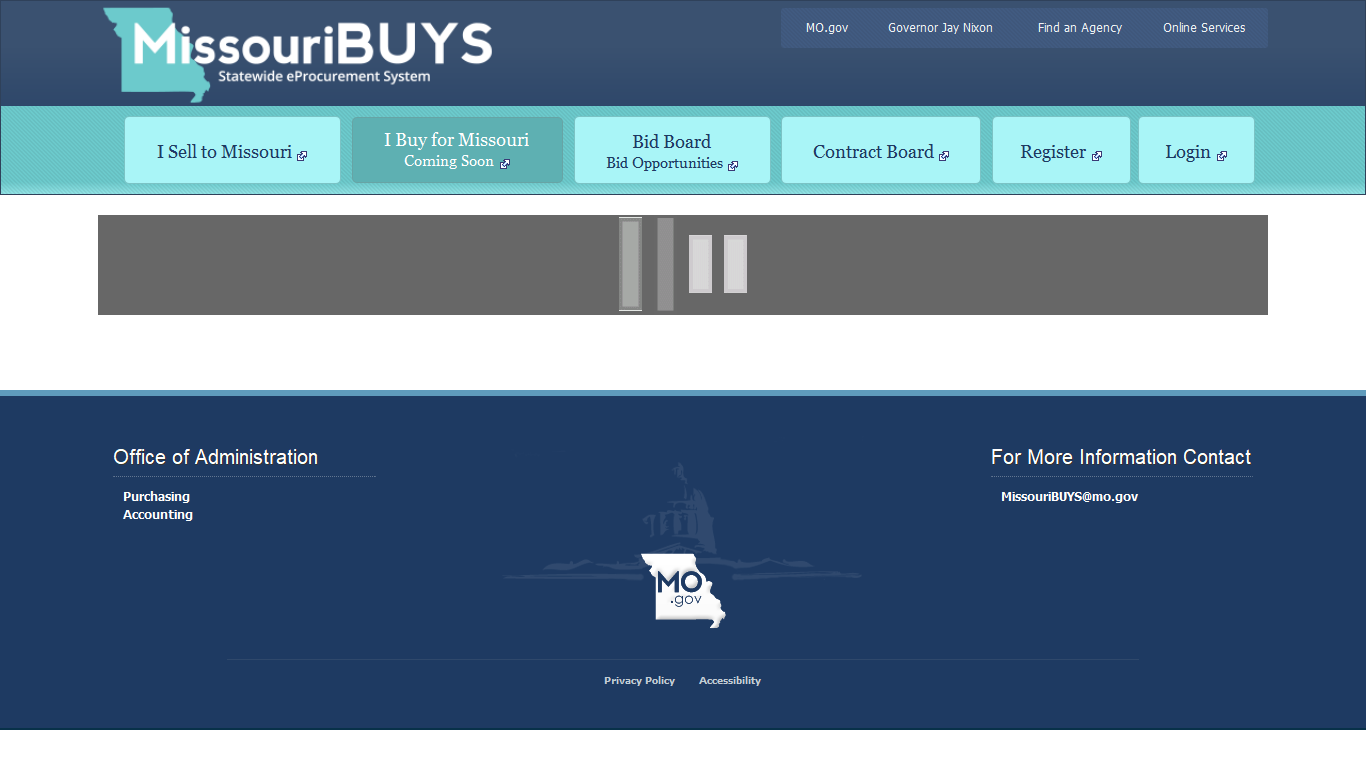 MissouriBUYS
Statewide eProcurement System
MO.gov Governor Jay Nixon Find an Agency Online Services
I Sell to Missouri
I Buy for Missouri
Coming Soon
Bid Board
Bid Opportunities
Contract Board
Register
Login
Office of Administration
Purchasing
Accounting
MO
.gov
For More Information Contact
MissouriBUYS@mo.gov
Privacy Policy Accessibility